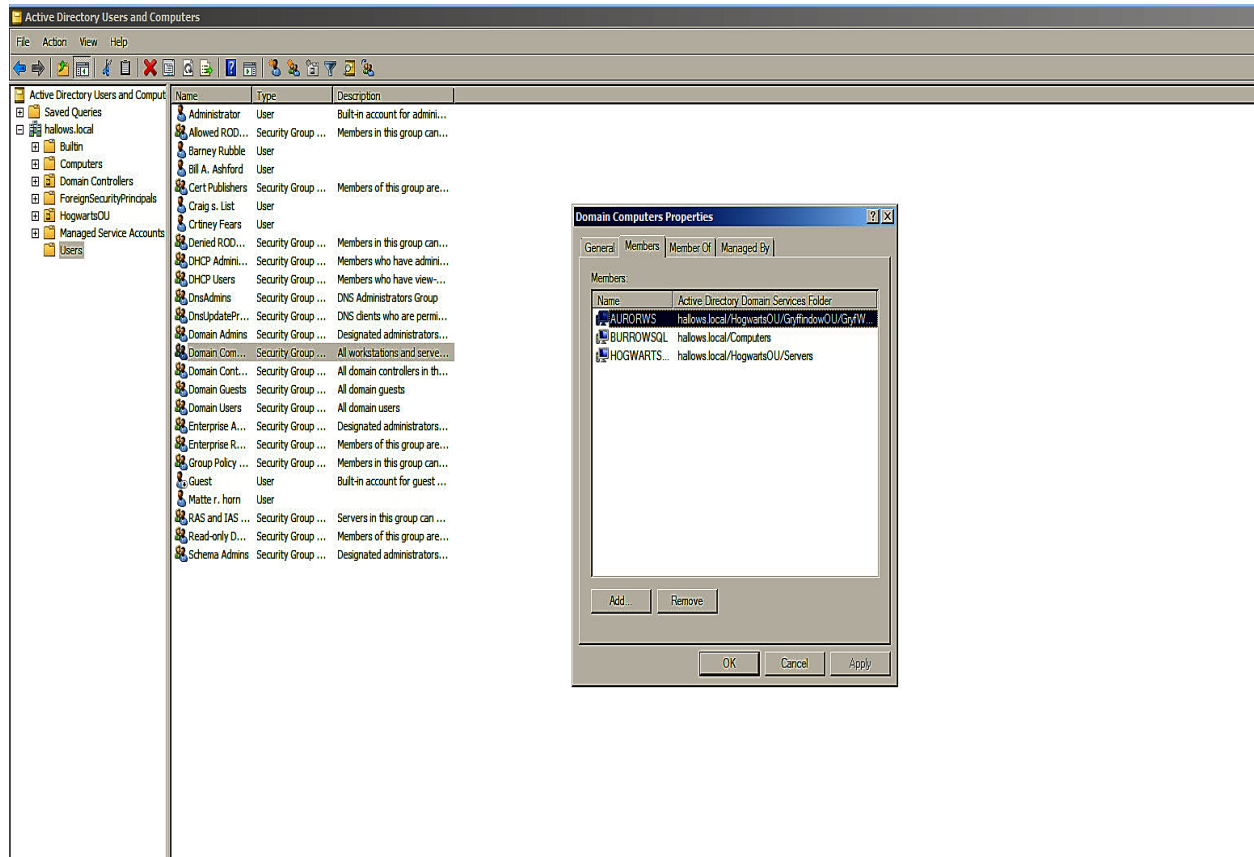 Active Directory Users and Computers
File Action View Help
Active Directory Users and Comput
Saved Queries
hallows.local
Builtin
Computers
Domain Controllers
ForeignSecurityPrincipals
HogwartsOU
Managed Service Accounts
Users
Name Type Description
Administrator User Built-in account for admini...
Allowed ROD... Security Group ... Members in this group can...
Barney Rubble User
Bill A. Ashford User
Cert Publishers Security Group ... Members of this group are...
Craig s. List User
Crtiney Fears User
Denied ROD... Security Group ... Members in this group can...
DHCP Admini... Security Group ... Members who have admini...
DHCP Users Security Group ... Members who have view-...
DnsAdmins Security Group ... DNS Administrators Group
DnsUpdatePr... Security Group ... DNS clients who are permi...
Domain Admins Security Group ... Designated administrators...
Domain Com... Security Group ... All workstations and serve...
Domain Cont... Security Group ... All domain controllers in th...
Domain Guests Security Group ... All domain guests
Domain Users Security Group ... All domain users
Enterprise A... Security Group ... Designated administrators...
Enterprise R... Security Group ... Members of this group are...
Group Policy ... Security Group ... Members in this group can...
Guest User Built-in account for guest ...
Matte r. horn User
RAS and IAS ... Security Group ... Servers in this group can ...
Read-only D... Security Group ... Members of this group are...
Schema Admins Security Group ... Designated administrators...
Domain Computers Properties
General Members Member Of Managed By
Members:
Name Active Directory Domain Services Folder
AURORWS hallows.local/HogwartsOU/GryffindowOU/GryfW...
BURROWSQL hallows.local/Computers
HOGWARTS... hallows.local/HogwartsOU/Servers
Add... Remove
OK Cancel Apply